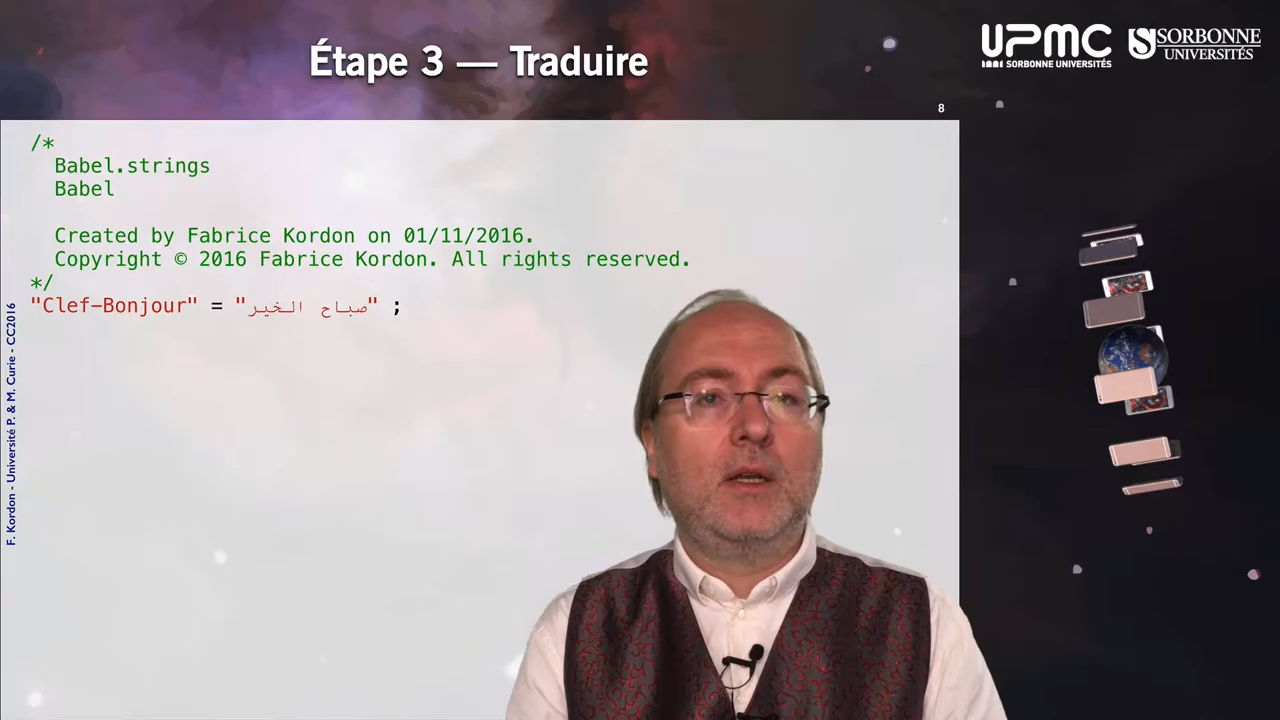 Étape 3 — Traduire
UPMC
SORBONNE UNIVERSITÉS
SORBONNE
UNIVERSITÉS
8
/*
Babel.strings
Babel
Created by Fabrice Kordon on 01/11/2016.
Copyright © 2016 Fabrice Kordon. All rights reserved.
*/
"Clef-Bonjour" = "صباح الخير" ;
F. Kordon - Université P. & M. Curie - CC2016